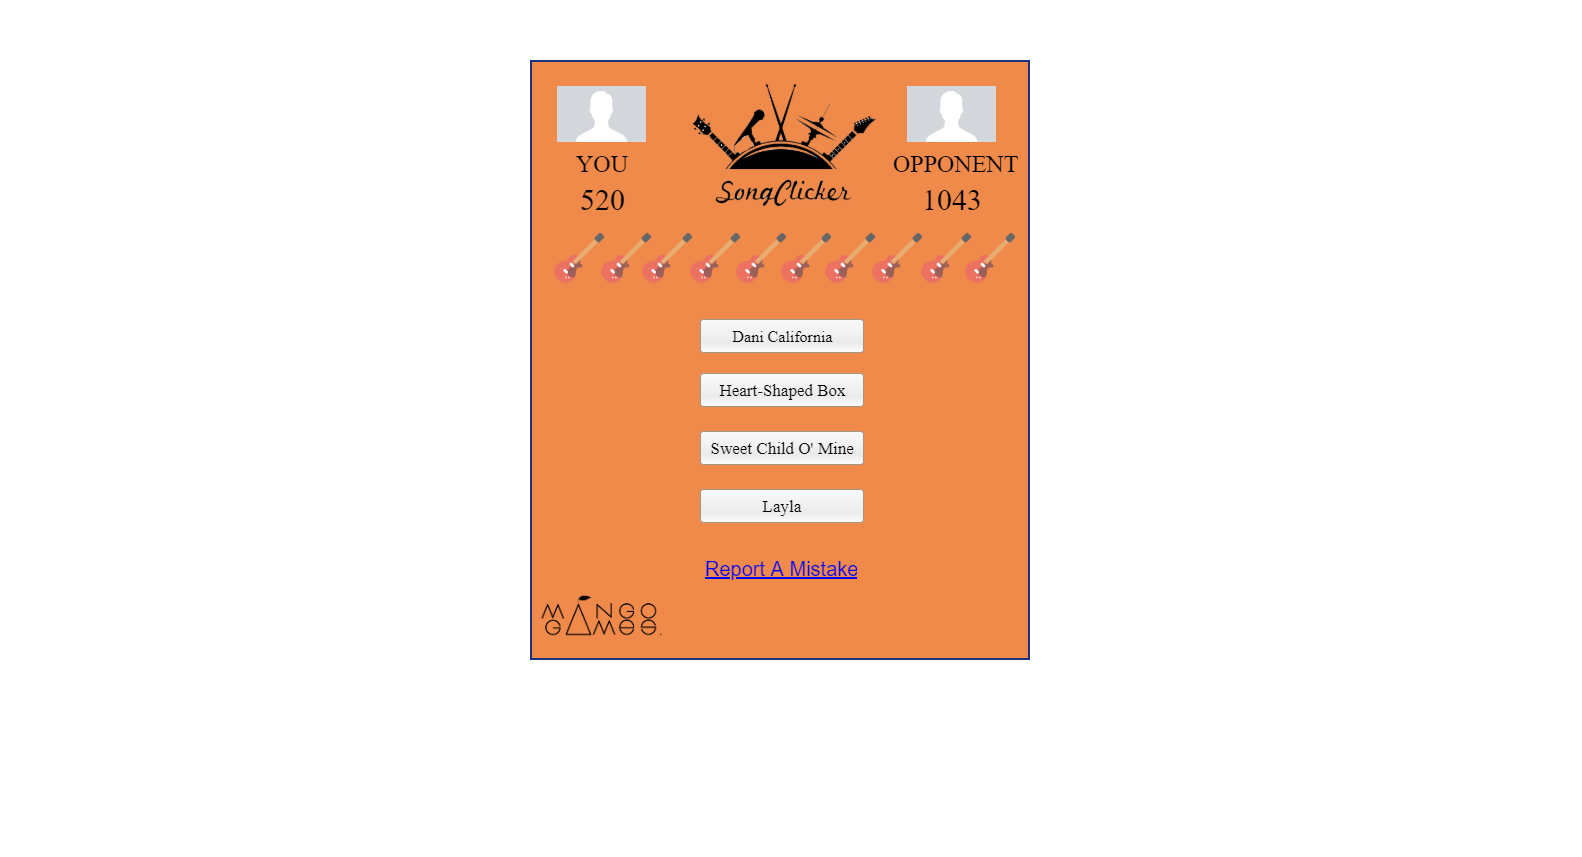 YOU
520
SongClicker
OPPONENT
1043
Dani California
Heart-Shaped Box
Sweet Child O' Mine
Layla
Report A Mistake
MANGO
GAMES.